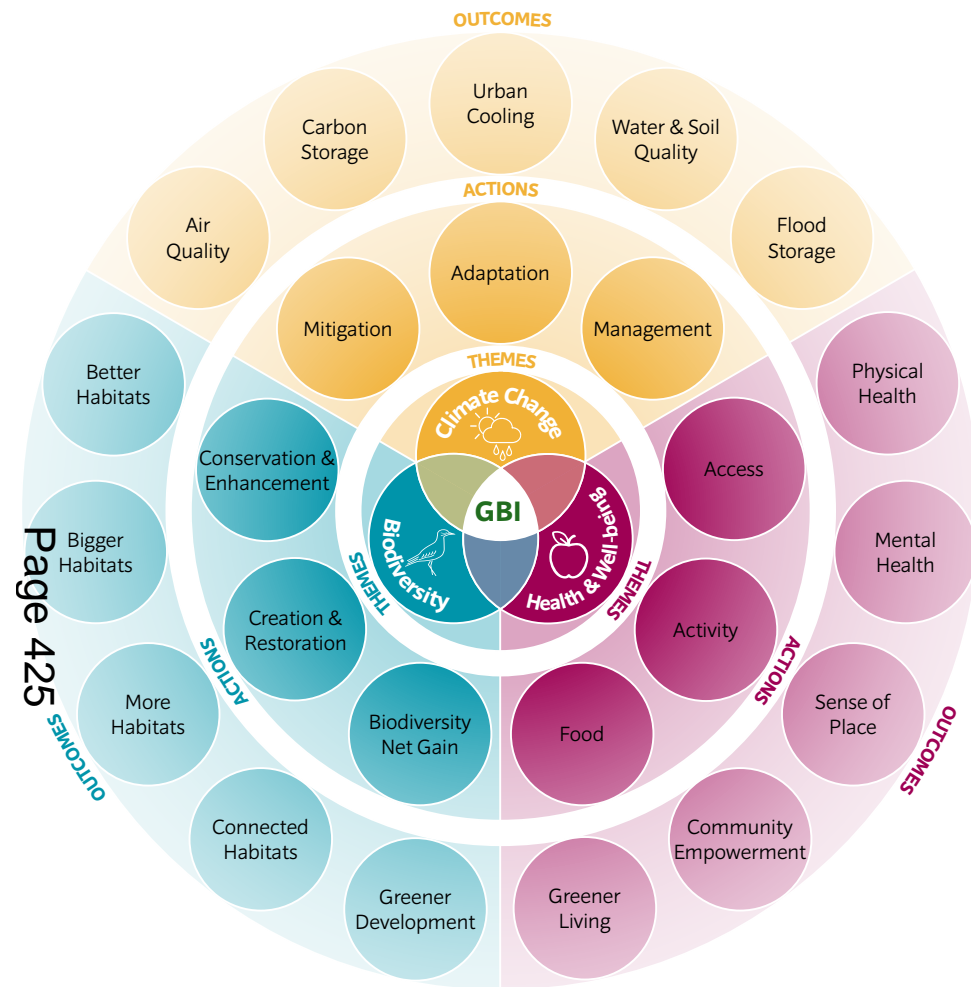 OUTCOMES
Urban
Cooling
Carbon
Storage
Water & Soil
Quality
Air
Quality
Flood
Storage
ACTIONS
Adaptation
Mitigation
Management
THEMES
Climate Change
Biodiversity
Health & Well-being
GBI
THEMES
THEMES
Conservation &
Enhancement
Creation &
Restoration
Biodiversity
Net Gain
ACTIONS
Access
Activity
Food
ACTIONS
Better
Habitats
Bigger
Habitats
More
Habitats
Connected
Habitats
Greener
Development
OUTCOMES
Physical
Health
Mental
Health
Sense of
Place
Community
Empowerment
Greener
Living
OUTCOMES
Page 425